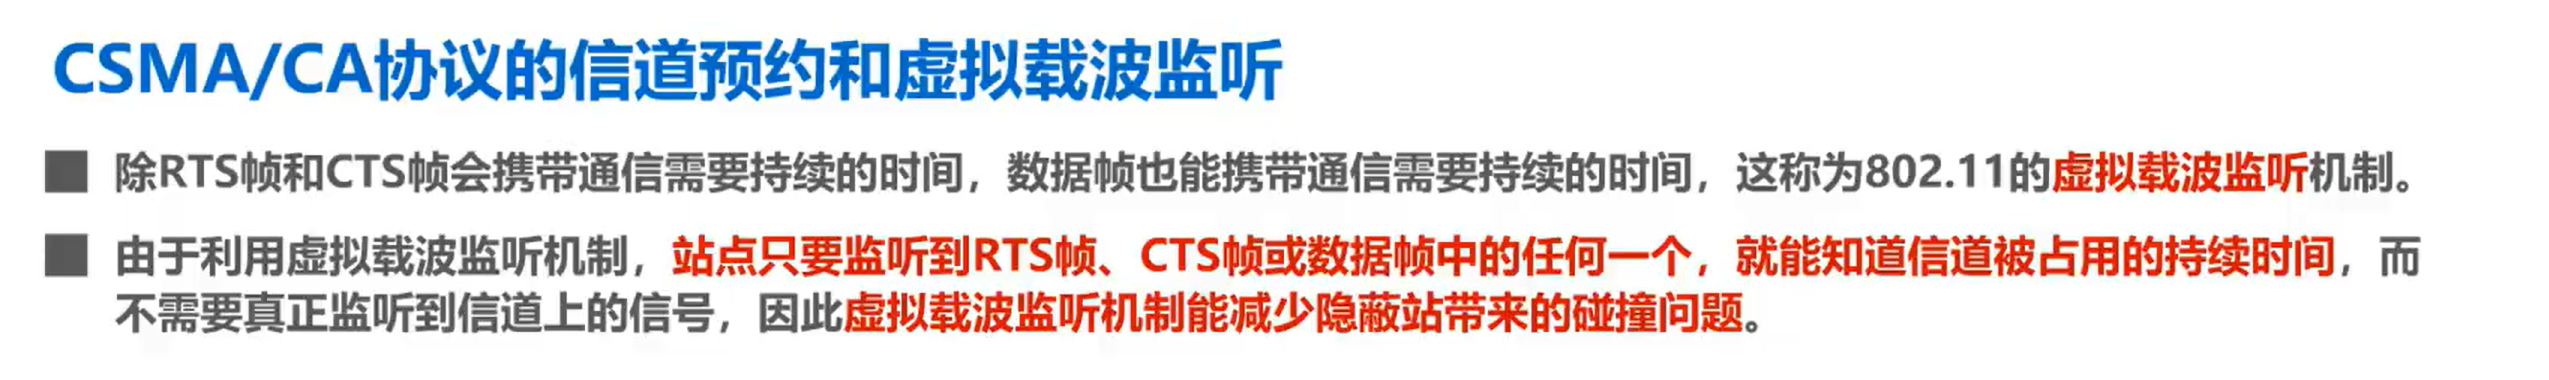 CSMA/CA协议的信道预约和虚拟载波监听
除RTS帧和CTS帧会携带通信需要持续的时间，数据帧也能携带通信需要持续的时间，这称为802.11的虚拟载波监听机制。
由于利用虚拟载波监听机制，站点只要监听到RTS帧、CTS帧或数据帧中的任何一个，就能知道信道被占用的持续时间，而
不需要真正监听到信道上的信号，因此虚拟载波监听机制能减少隐蔽站带来的碰撞问题。